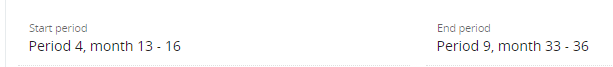 Start period
Period 4, month 13 - 16
End period
Period 9, month 33 - 36